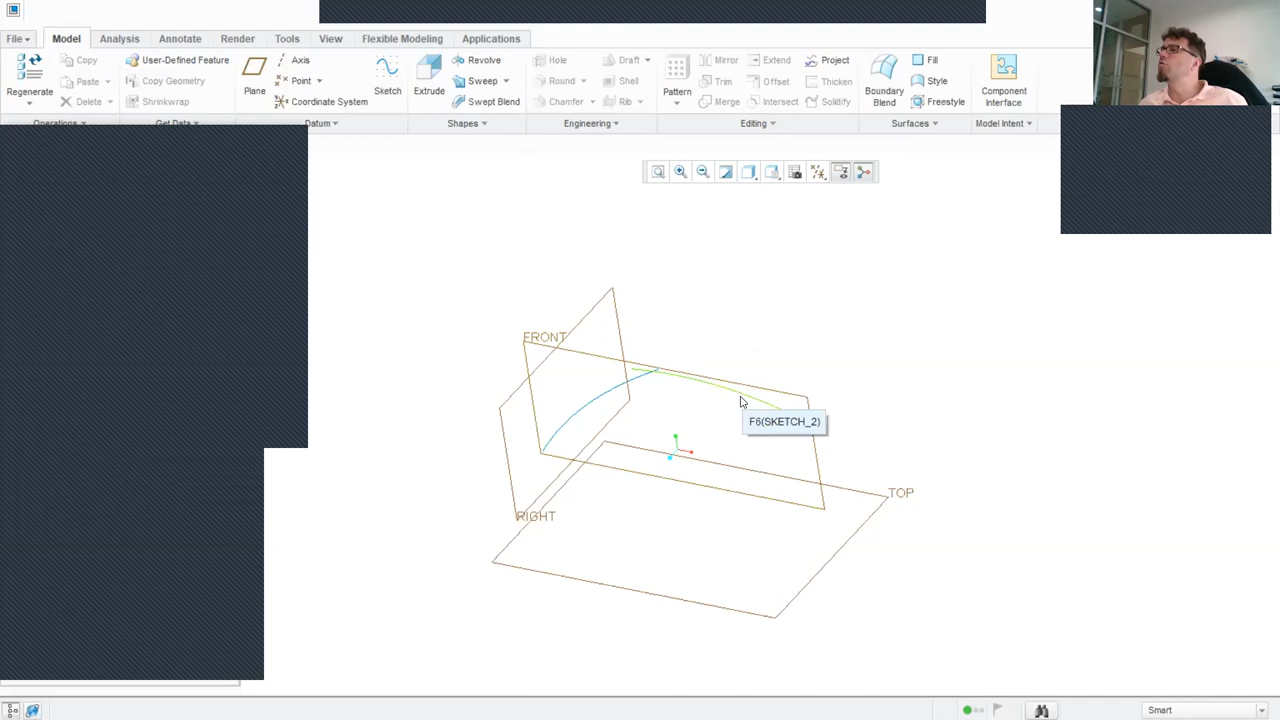 File
Model
Analysis
Annotate
Render
Tools
View
Flexible Modeling
Applications
Regenerate
Copy
Paste
Delete
Operations
User-Defined Feature
Copy Geometry
Shrinkwrap
Get Data
Plane
Axis
Point
Coordinate System
Sketch
Datum
Extrude
Revolve
Sweep
Swept Blend
Shapes
Hole
Round
Chamfer
Draft
Shell
Rib
Engineering
Pattern
Mirror
Trim
Merge
Extend
Offset
Intersect
Project
Thicken
Solidify
Editing
Boundary
Blend
Fill
Style
Freestyle
Surfaces
Component
Interface
Model Intent
FRONT
F6(SKETCH_2)
TOP
RIGHT
Smart